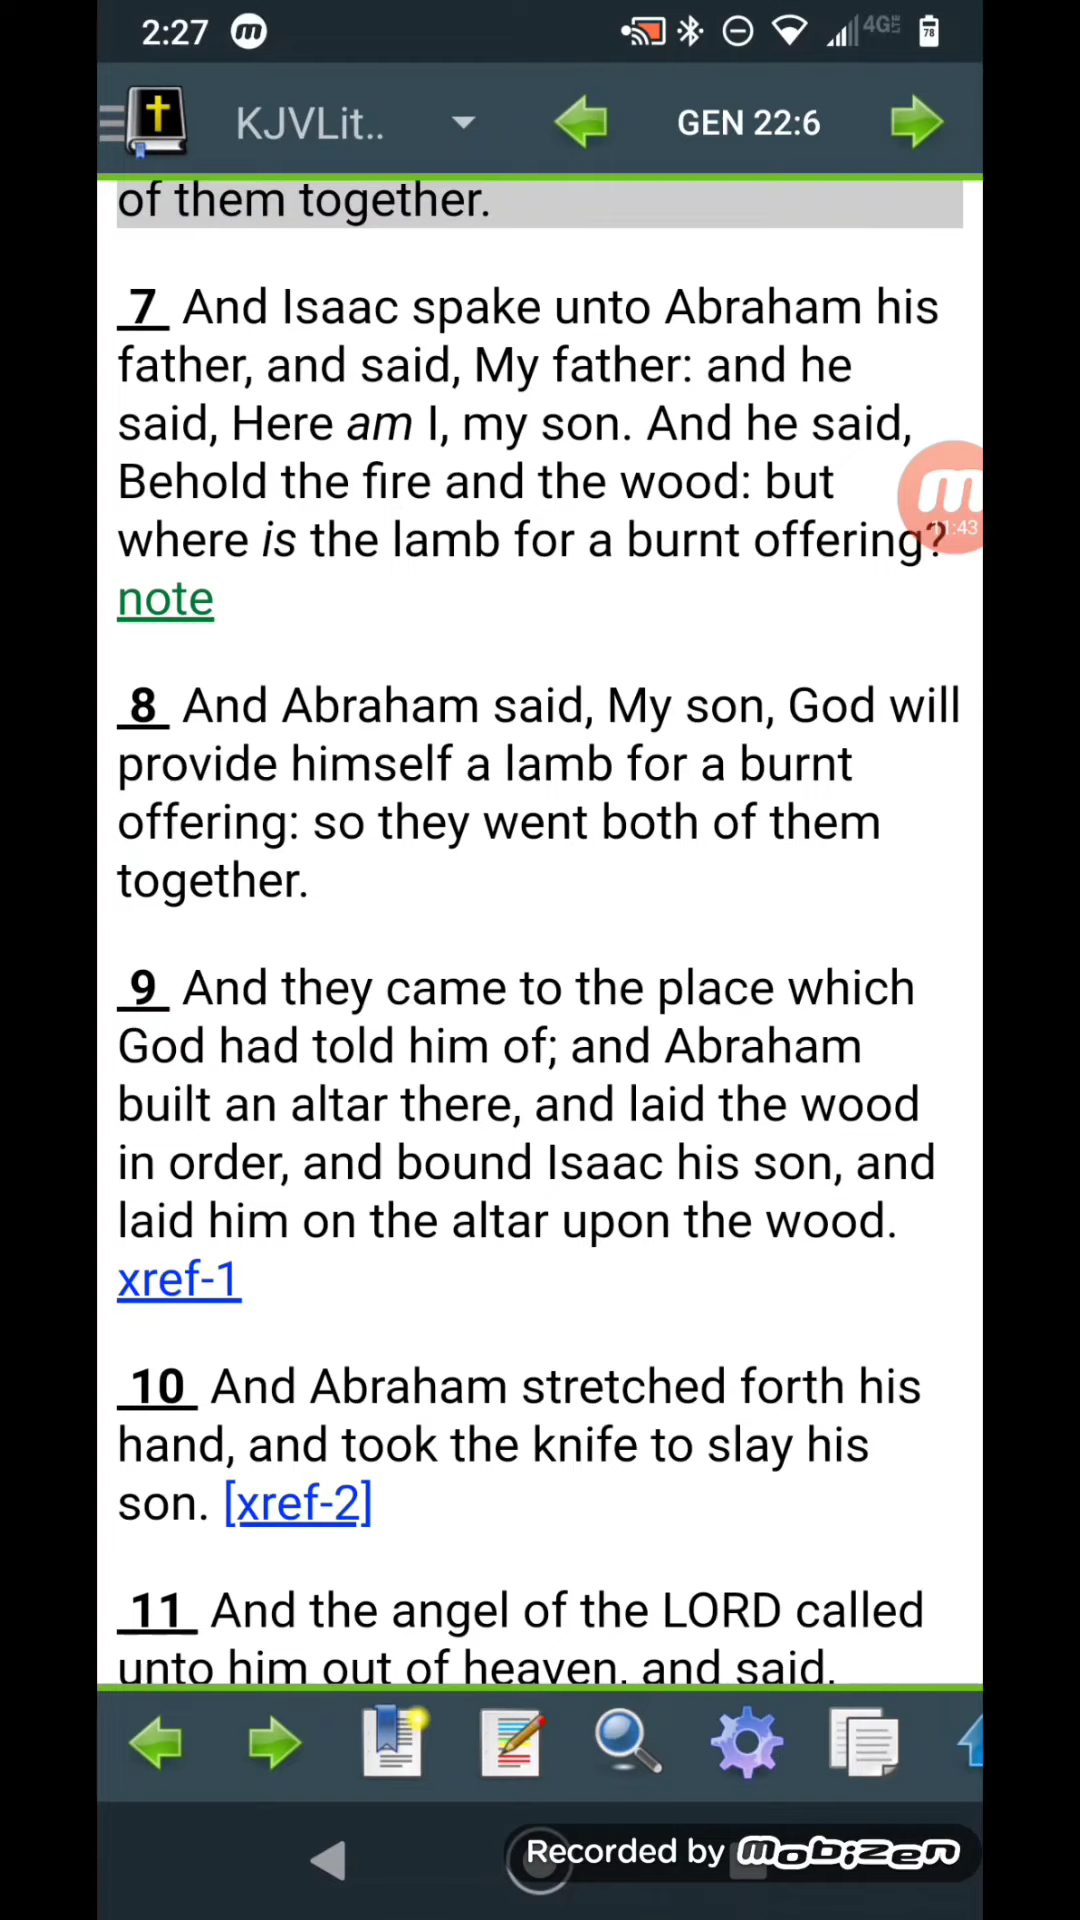 2:27 m 4G LTE 78
KJVLit.. GEN 22:6
of them together.
7 And Isaac spake unto Abraham his
father, and said, My father: and he
said, Here am I, my son. And he said,
Behold the fire and the wood: but
where is the lamb for a burnt offering?
m
11:43
note
8 And Abraham said, My son, God will
provide himself a lamb for a burnt
offering: so they went both of them
together.
9 And they came to the place which
God had told him of; and Abraham
built an altar there, and laid the wood
in order, and bound Isaac his son, and
laid him on the altar upon the wood.
xref-1
10 And Abraham stretched forth his
hand, and took the knife to slay his
son. [xref-2]
11 And the angel of the LORD called
unto him out of heaven, and said,
Recorded by mobizen